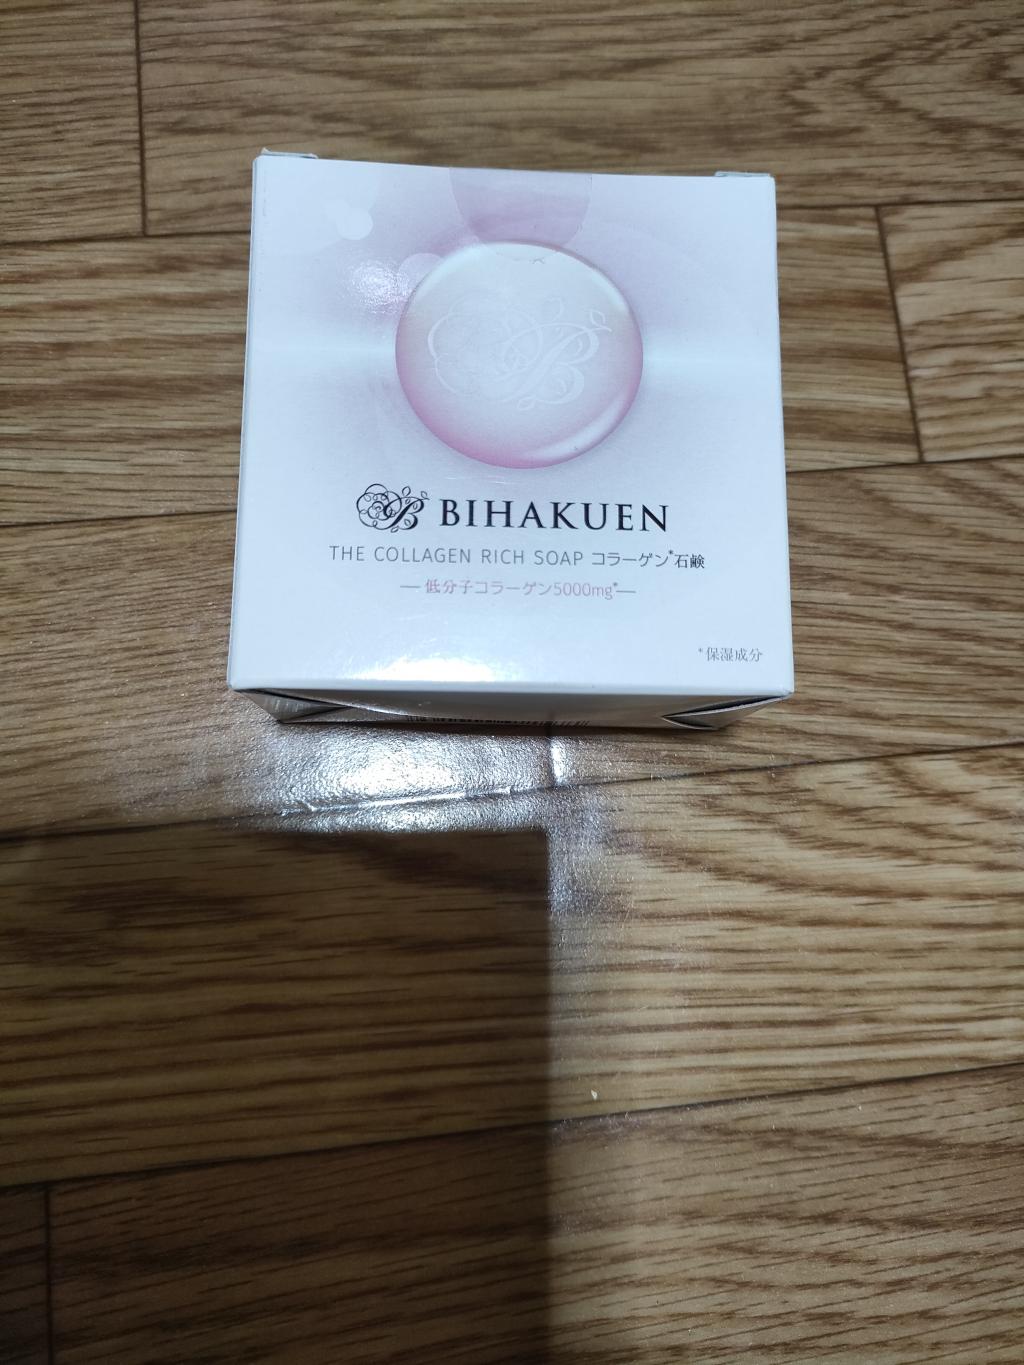 BIHAKUEN
THE COLLAGEN RICH SOAP コラーゲン*石鹸
低分子コラーゲン5000mg*
*保湿成分